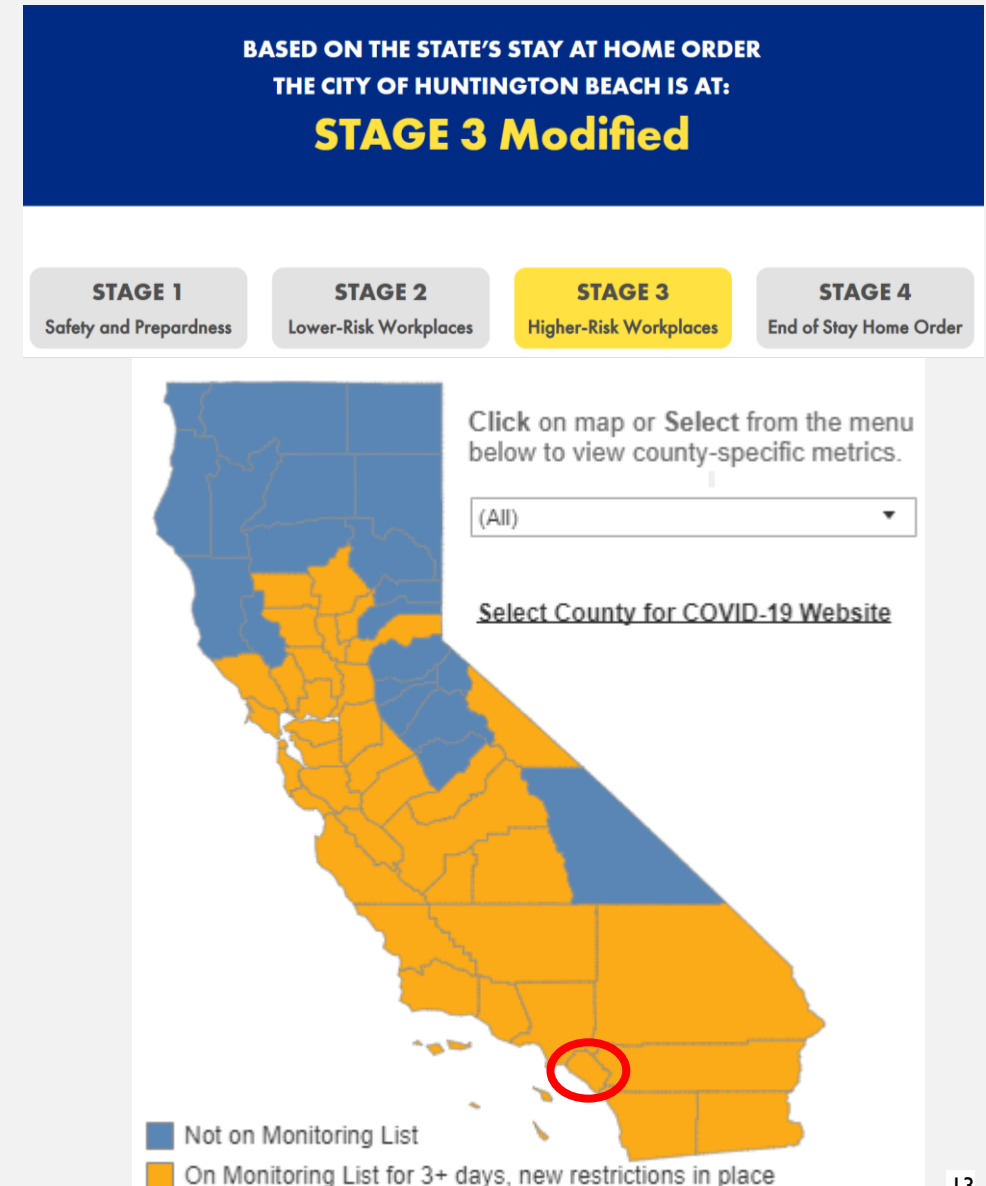 BASED ON THE STATE'S STAY AT HOME ORDER
THE CITY OF HUNTINGTON BEACH IS AT:
STAGE 3 Modified
STAGE 1
Safety and Prepardness
STAGE 2
Lower-Risk Workplaces
STAGE 3
Higher-Risk Workplaces
STAGE 4
End of Stay Home Order
Click on map or Select from the menu
below to view county-specific metrics.
(All)
Select County for COVID-19 Website
Not on Monitoring List
On Monitoring List for 3+ days, new restrictions in place
13